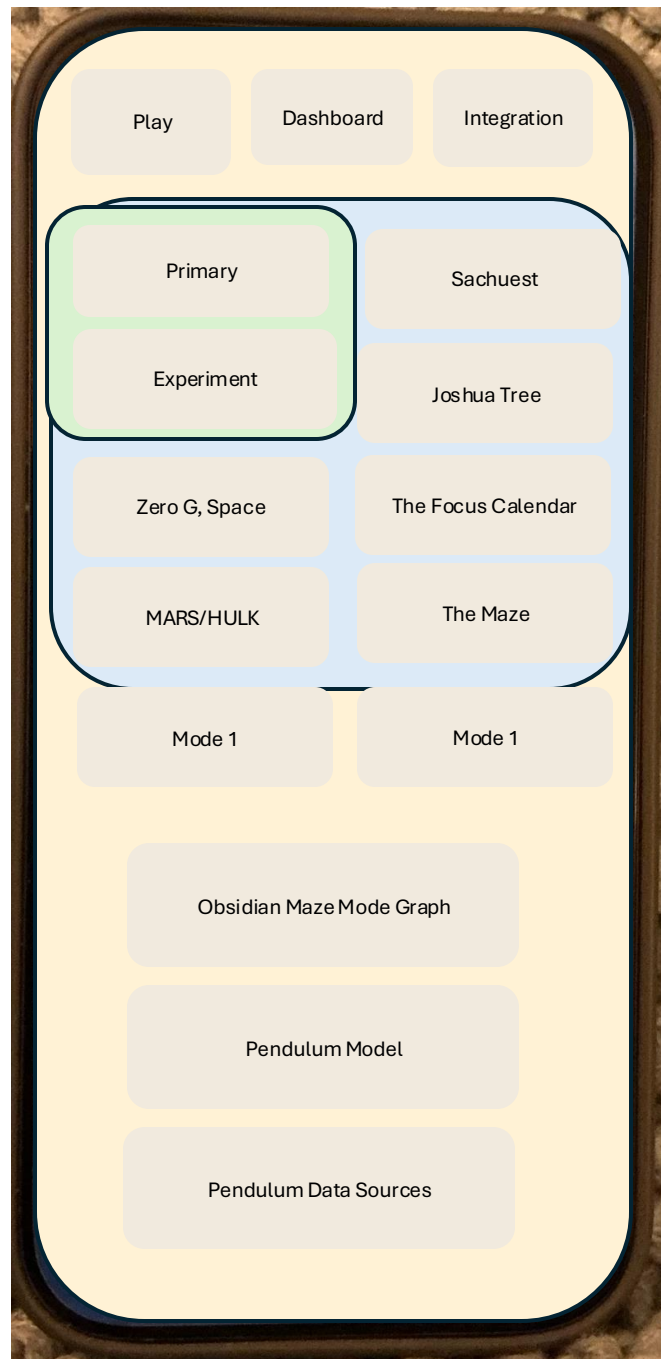 Play
Dashboard
Integration
Primary
Sachuest
Experiment
Joshua Tree
Zero G, Space
The Focus Calendar
MARS/HULK
The Maze
Mode 1
Mode 1
Obsidian Maze Mode Graph
Pendulum Model
Pendulum Data Sources